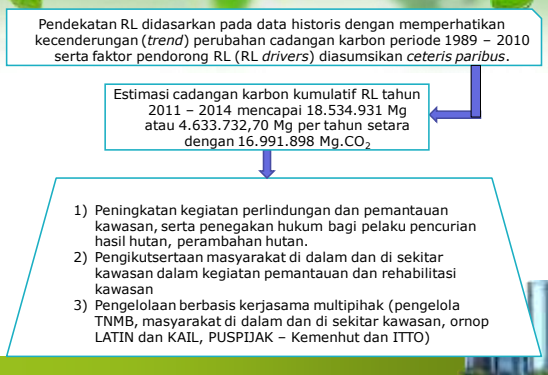 Pendekatan RL didasarkan pada data historis dengan memperhatikan
kecenderungan (trend) perubahan cadangan karbon periode 1989 – 2010
serta faktor pendorong RL (RL drivers) diasumsikan ceteris paribus.
Estimasi cadangan karbon kumulatif RL tahun
2011 – 2014 mencapai 18.534.931 Mg
atau 4.633.732,70 Mg per tahun setara
dengan 16.991.898 Mg.CO₂
1) Peningkatan kegiatan perlindungan dan pemantauan
kawasan, serta penegakan hukum bagi pelaku pencurian
hasil hutan, perambahan hutan.
2) Pengikutsertaan masyarakat di dalam dan di sekitar
kawasan dalam kegiatan pemantauan dan rehabilitasi
kawasan
3) Pengelolaan berbasis kerjasama multipihak (pengelola
TNMB, masyarakat di dalam dan di sekitar kawasan, ornop
LATIN dan KAIL, PUSPIJAK – Kemenhut dan ITTO)